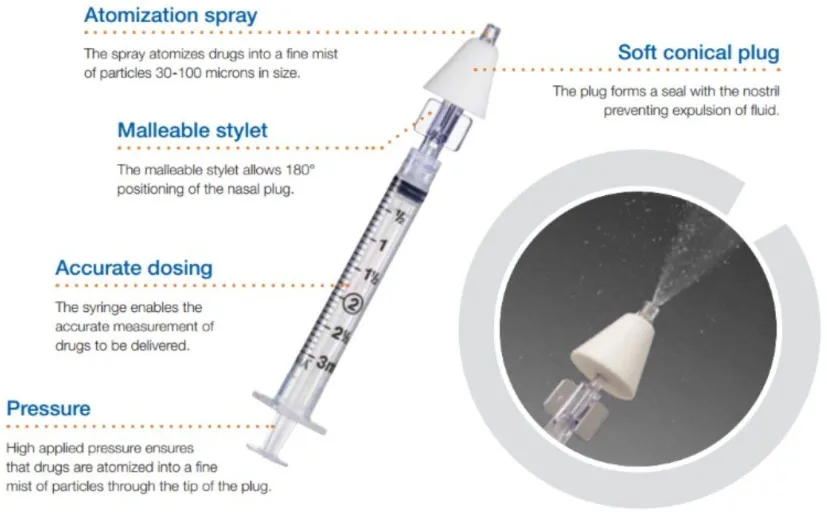 Atomization spray
The spray atomizes drugs into a fine mist
of particles 30-100 microns in size.
Soft conical plug
The plug forms a seal with the nostril
preventing expulsion of fluid.
Malleable stylet
The malleable stylet allows 180°
positioning of the nasal plug.
Accurate dosing
The syringe enables the
accurate measurement of
drugs to be delivered.
Pressure
High applied pressure ensures
that drugs are atomized into a fine
mist of particles through the tip of the plug.
½
1
1½
2
2½
3m